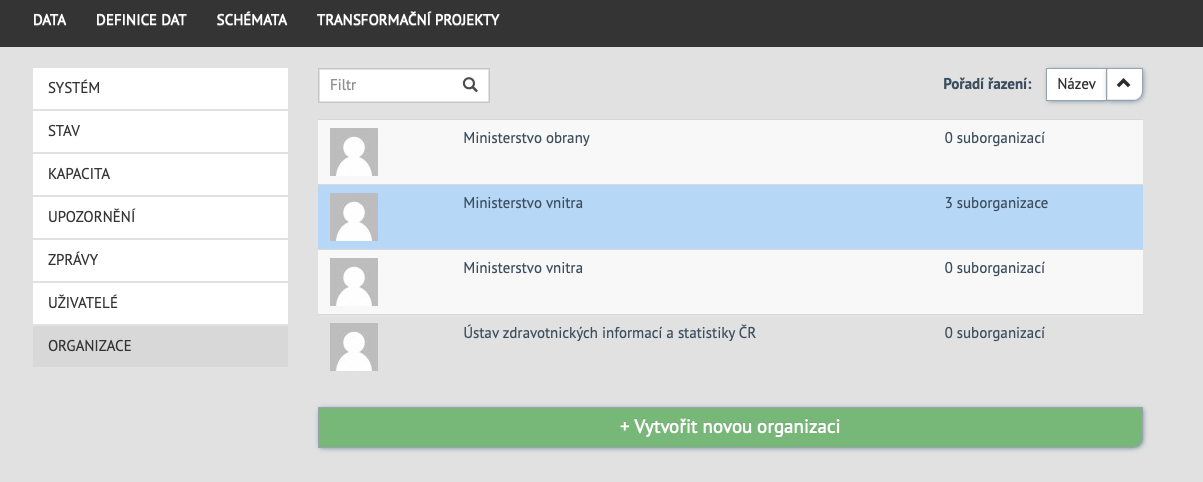 DATA DEFINICE DAT SCHÉMATA TRANSFORMAČNÍ PROJEKTY
SYSTÉM
STAV
KAPACITA
UPOZORNĚNÍ
ZPRÁVY
UŽIVATELÉ
ORGANIZACE
Filtr
Pořadí řazení: Název
Ministerstvo obrany 0 suborganizací
Ministerstvo vnitra 3 suborganizace
Ministerstvo vnitra 0 suborganizací
Ústav zdravotnických informací a statistiky ČR 0 suborganizací
+ Vytvořit novou organizaci